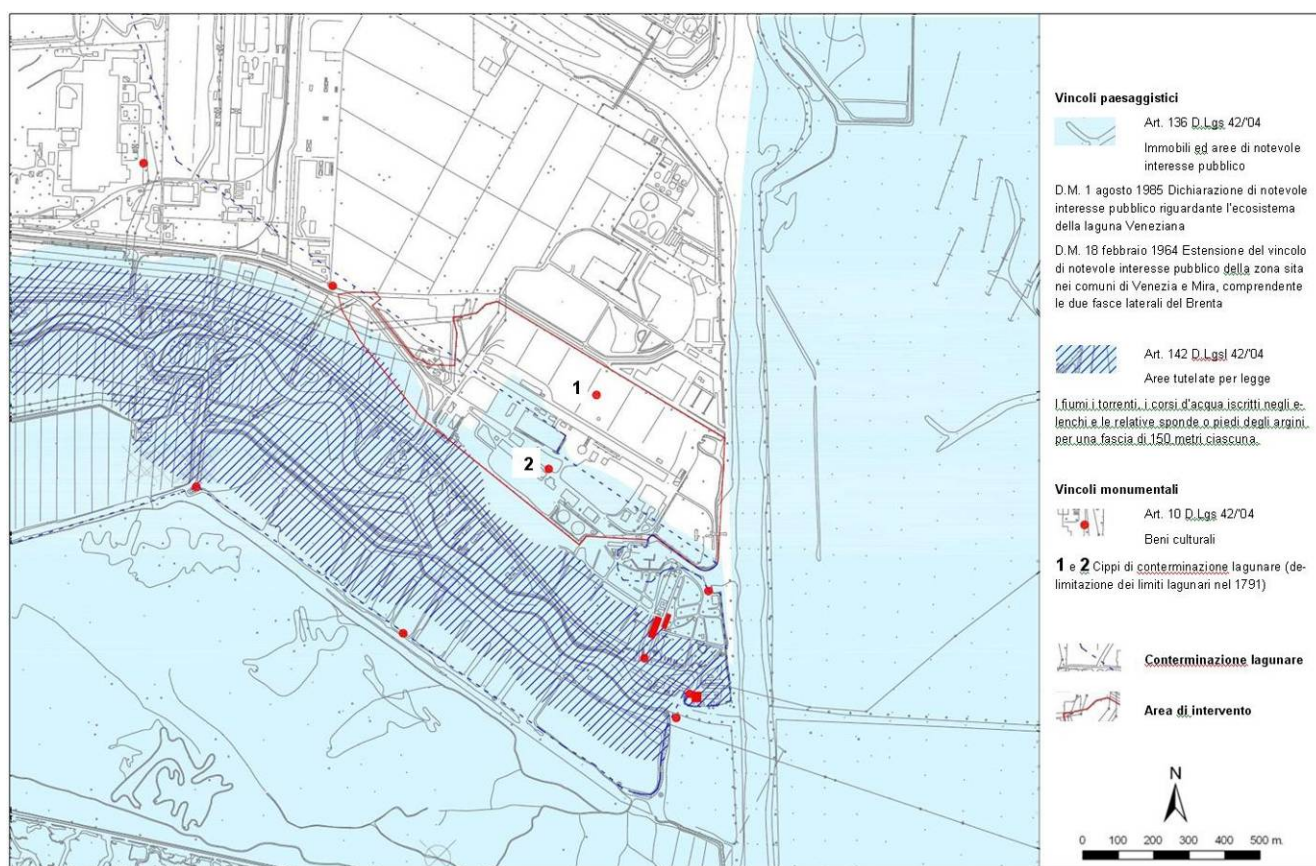 Vincoli paesaggistici
Art. 136 D.Lgs 42/'04
Immobili ed aree di notevole
interesse pubblico
D.M. 1 agosto 1985 Dichiarazione di notevole
interesse pubblico riguardante l'ecosistema
della laguna Veneziana
D.M. 18 febbraio 1964 Estensione del vincolo
di notevole interesse pubblico della zona sita
nei comuni di Venezia e Mira, comprendente
le due fasce laterali del Brenta
Art. 142 D.Lgsl 42/'04
Aree tutelate per legge
I fiumi i torrenti, i corsi d'acqua iscritti negli e-
lenchi e le relative sponde o piedi degli argini
per una fascia di 150 metri ciascuna.
Vincoli monumentali
Art. 10 D.Lgs 42/'04
Beni culturali
1 e 2 Cippi di conterminazione lagunare (de-
limitazione dei limiti lagunari nel 1791)
Conterminazione lagunare
Area di intervento
N
0 100 200 300 400 500 m.
1
2